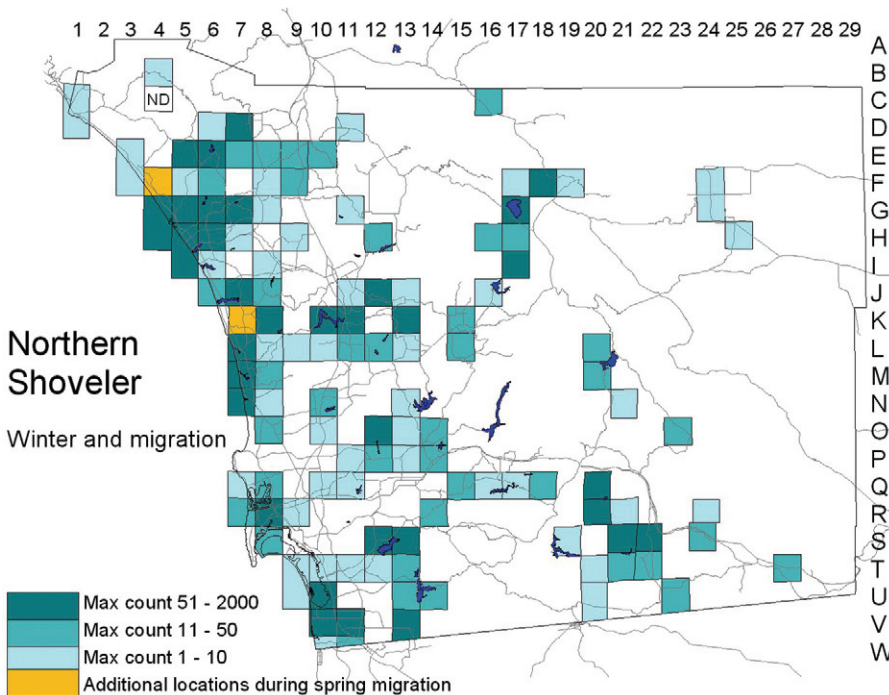 1 2 3 4 5 6 7 8 9 10 11 12 13 14 15 16 17 18 19 20 21 22 23 24 25 26 27 28 29
A
B
C
D
E
F
G
H
I
J
K
L
M
N
O
P
Q
R
S
T
U
V
W
ND
Northern
Shoveler
Winter and migration
Max count 51 - 2000
Max count 11 - 50
Max count 1 - 10
Additional locations during spring migration